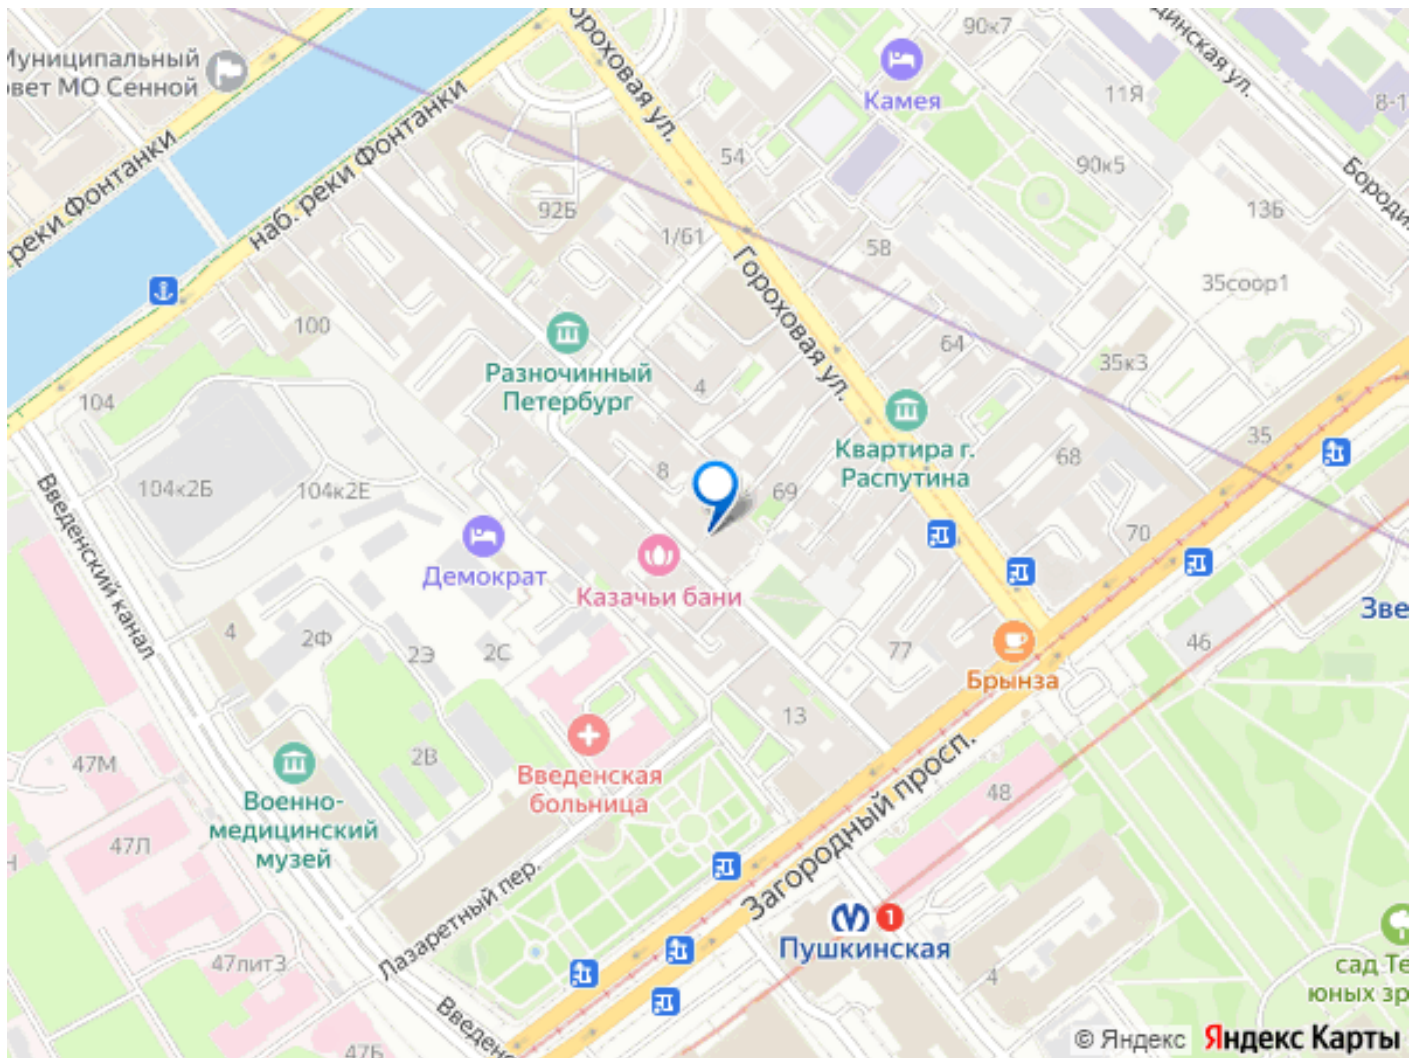 Муниципальный
овет МО Сенной
реки Фонтанки
наб. реки Фонтанки
Гороховая ул.
90к7
динская ул.
Камея
11Я
8-1
54
90к5
Бороди
92Б
13Б
1/61
58
Гороховая ул.
35соор1
100
64
35к3
Разночинный
Петербург
4
104
35
Квартира г.
Распутина
68
8
69
104к2Б
104к2Е
70
Введенский канал
Демократ
Казачьи бани
Зве
4
2Ф
2Э
2С
77
46
Брынза
13
47М
2В
Введенская
больница
Загородный просп.
48
Военно-
медицинский
музей
47Л
Н
Лазаретный пер.
1
Пушкинская
47литЗ
4
сад Те
юных зр
Введенс
47Б
© Яндекс Яндекс Карты